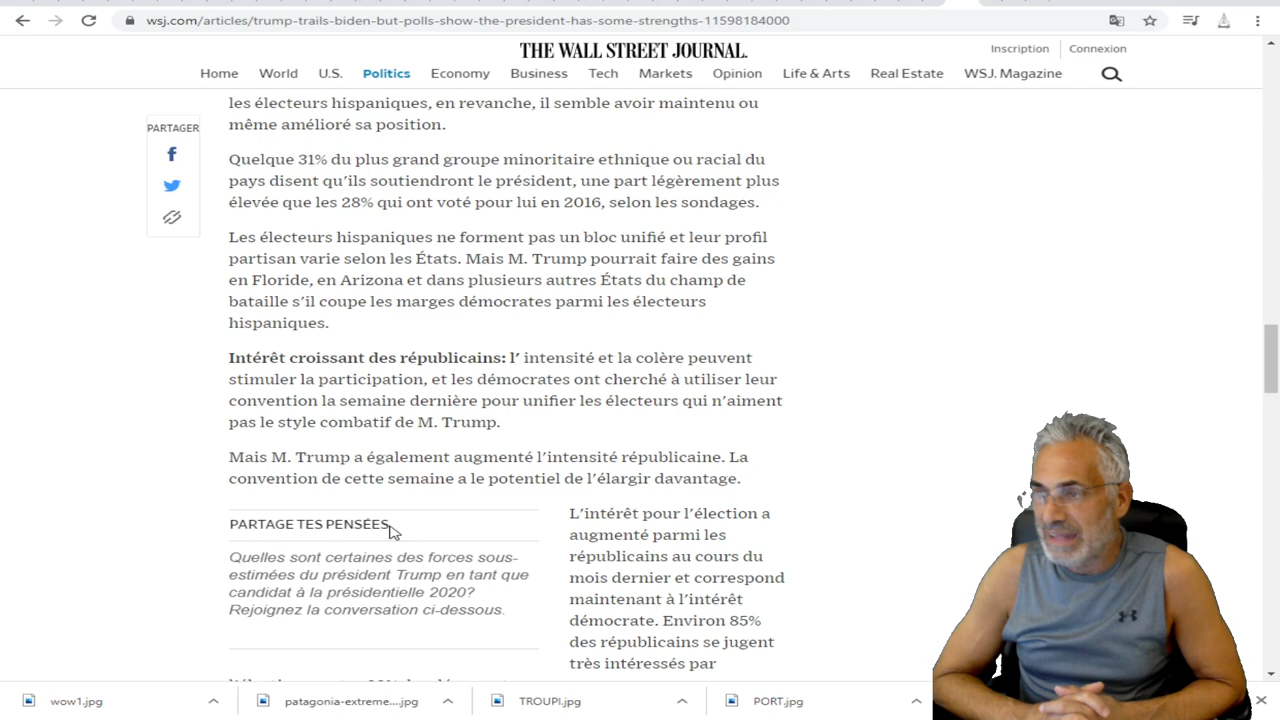 wsj.com/articles/trump-trails-biden-but-polls-show-the-president-has-some-strengths-11598184000
THE WALL STREET JOURNAL.
Inscription
Connexion
Home World U.S. Politics Economy Business Tech Markets Opinion Life & Arts Real Estate WSJ. Magazine
PARTAGER
les électeurs hispaniques, en revanche, il semble avoir maintenu ou
même amélioré sa position.
Quelque 31% du plus grand groupe minoritaire ethnique ou racial du
pays disent qu'ils soutiendront le président, une part légèrement plus
élevée que les 28% qui ont voté pour lui en 2016, selon les sondages.
Les électeurs hispaniques ne forment pas un bloc unifié et leur profil
partisan varie selon les États. Mais M. Trump pourrait faire des gains
en Floride, en Arizona et dans plusieurs autres États du champ de
bataille s'il coupe les marges démocrates parmi les électeurs
hispaniques.
Intérêt croissant des républicains: l' intensité et la colère peuvent
stimuler la participation, et les démocrates ont cherché à utiliser leur
convention la semaine dernière pour unifier les électeurs qui n'aiment
pas le style combatif de M. Trump.
Mais M. Trump a également augmenté l'intensité républicaine. La
convention de cette semaine a le potentiel de l'élargir davantage.
PARTAGE TES PENSÉES
Quelles sont certaines des forces sous-
estimées du président Trump en tant que
candidat à la présidentielle 2020?
Rejoignez la conversation ci-dessous.
L'intérêt pour l'élection a
augmenté parmi les
républicains au cours du
mois dernier et correspond
maintenant à l'intérêt
démocrate. Environ 85%
des républicains se jugent
très intéressés par
wow1.jpg
patagonia-extreme....jpg
TROUPI.jpg
PORT.jpg